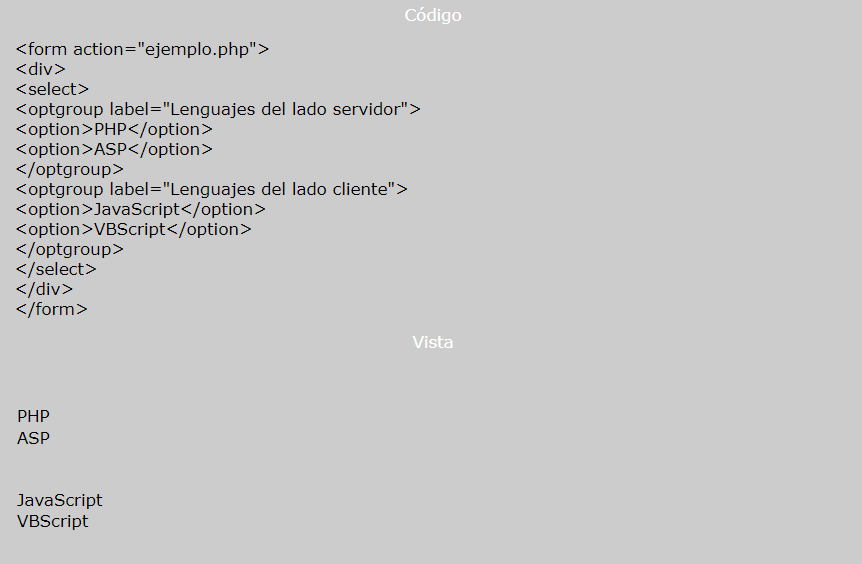 Código
<form action="ejemplo.php">
<div>
<select>
<optgroup label="Lenguajes del lado servidor">
<option>PHP</option>
<option>ASP</option>
</optgroup>
<optgroup label="Lenguajes del lado cliente">
<option>JavaScript</option>
<option>VBScript</option>
</optgroup>
</select>
</div>
</form>
Vista
PHP
ASP
JavaScript
VBScript